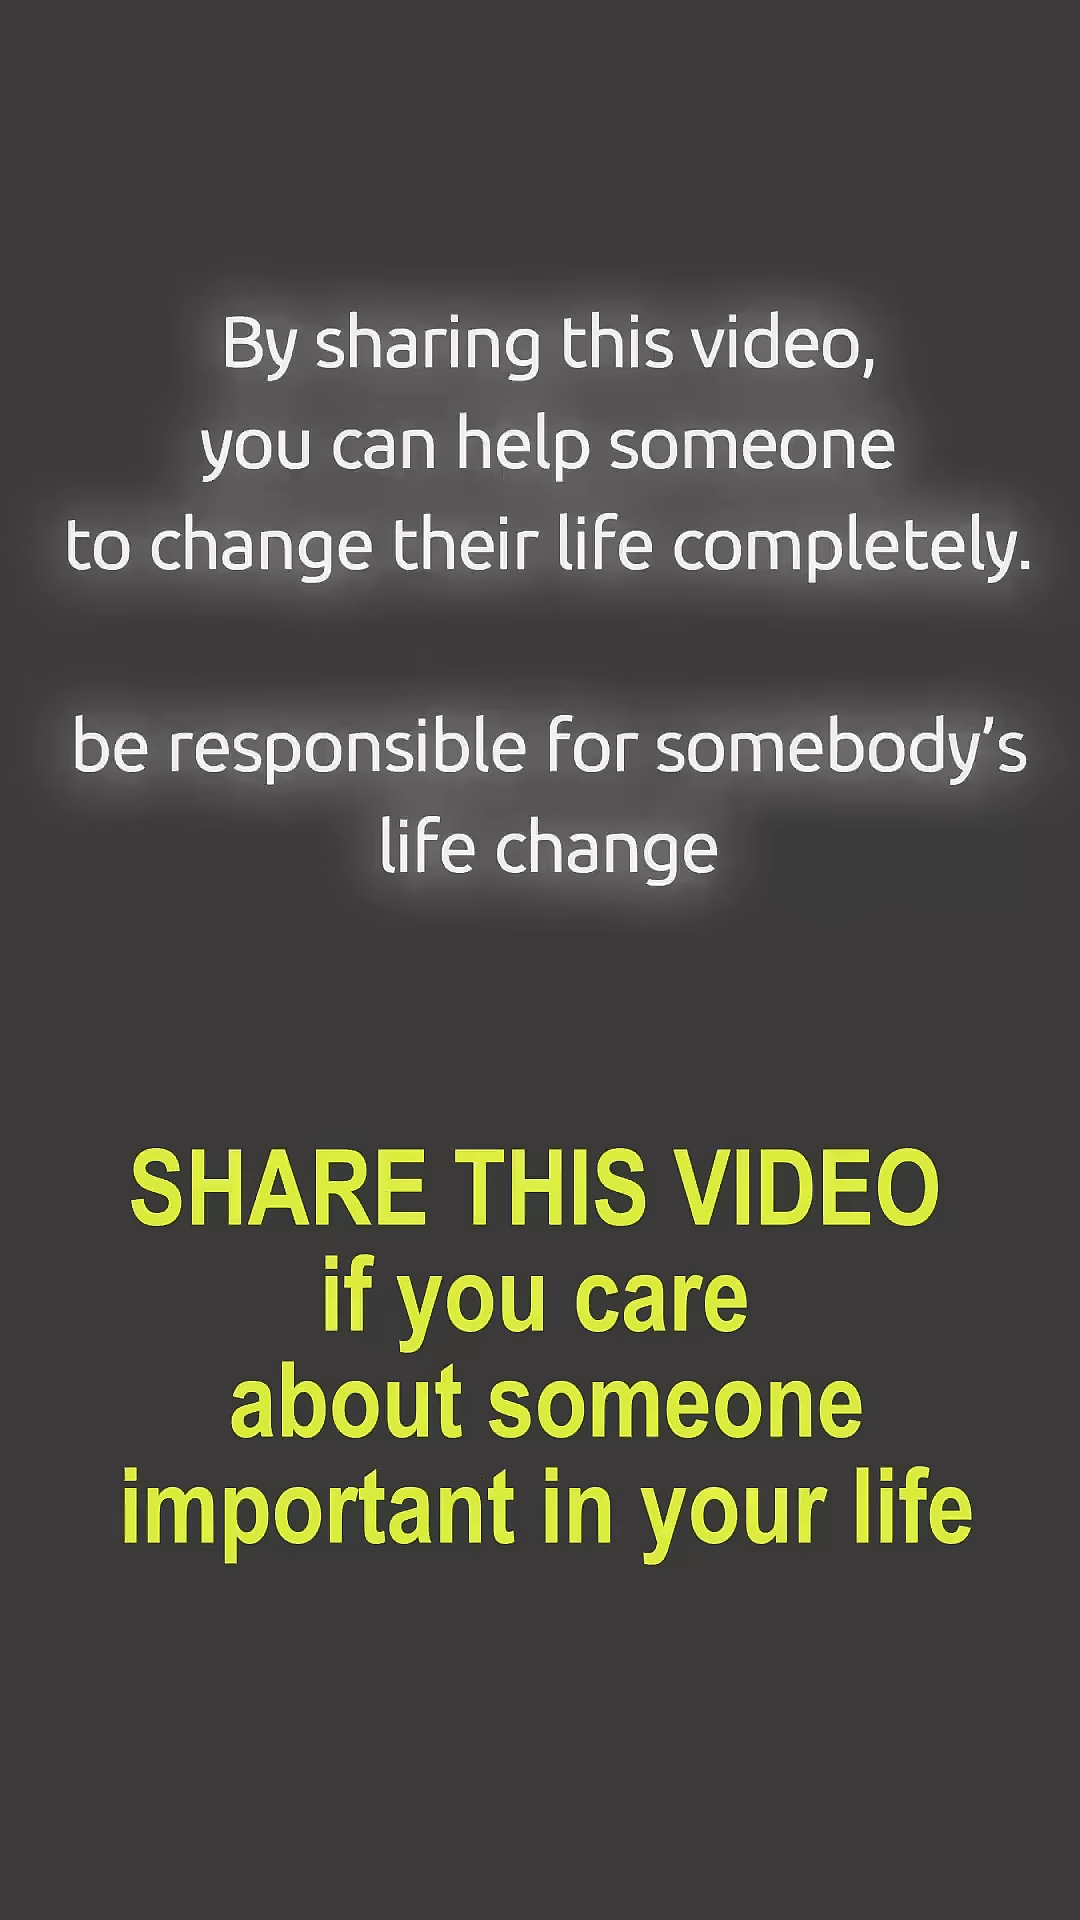 By sharing this video,
you can help someone
to change their life completely.
be responsible for somebody’s
life change
SHARE THIS VIDEO
if you care
about someone
important in your life